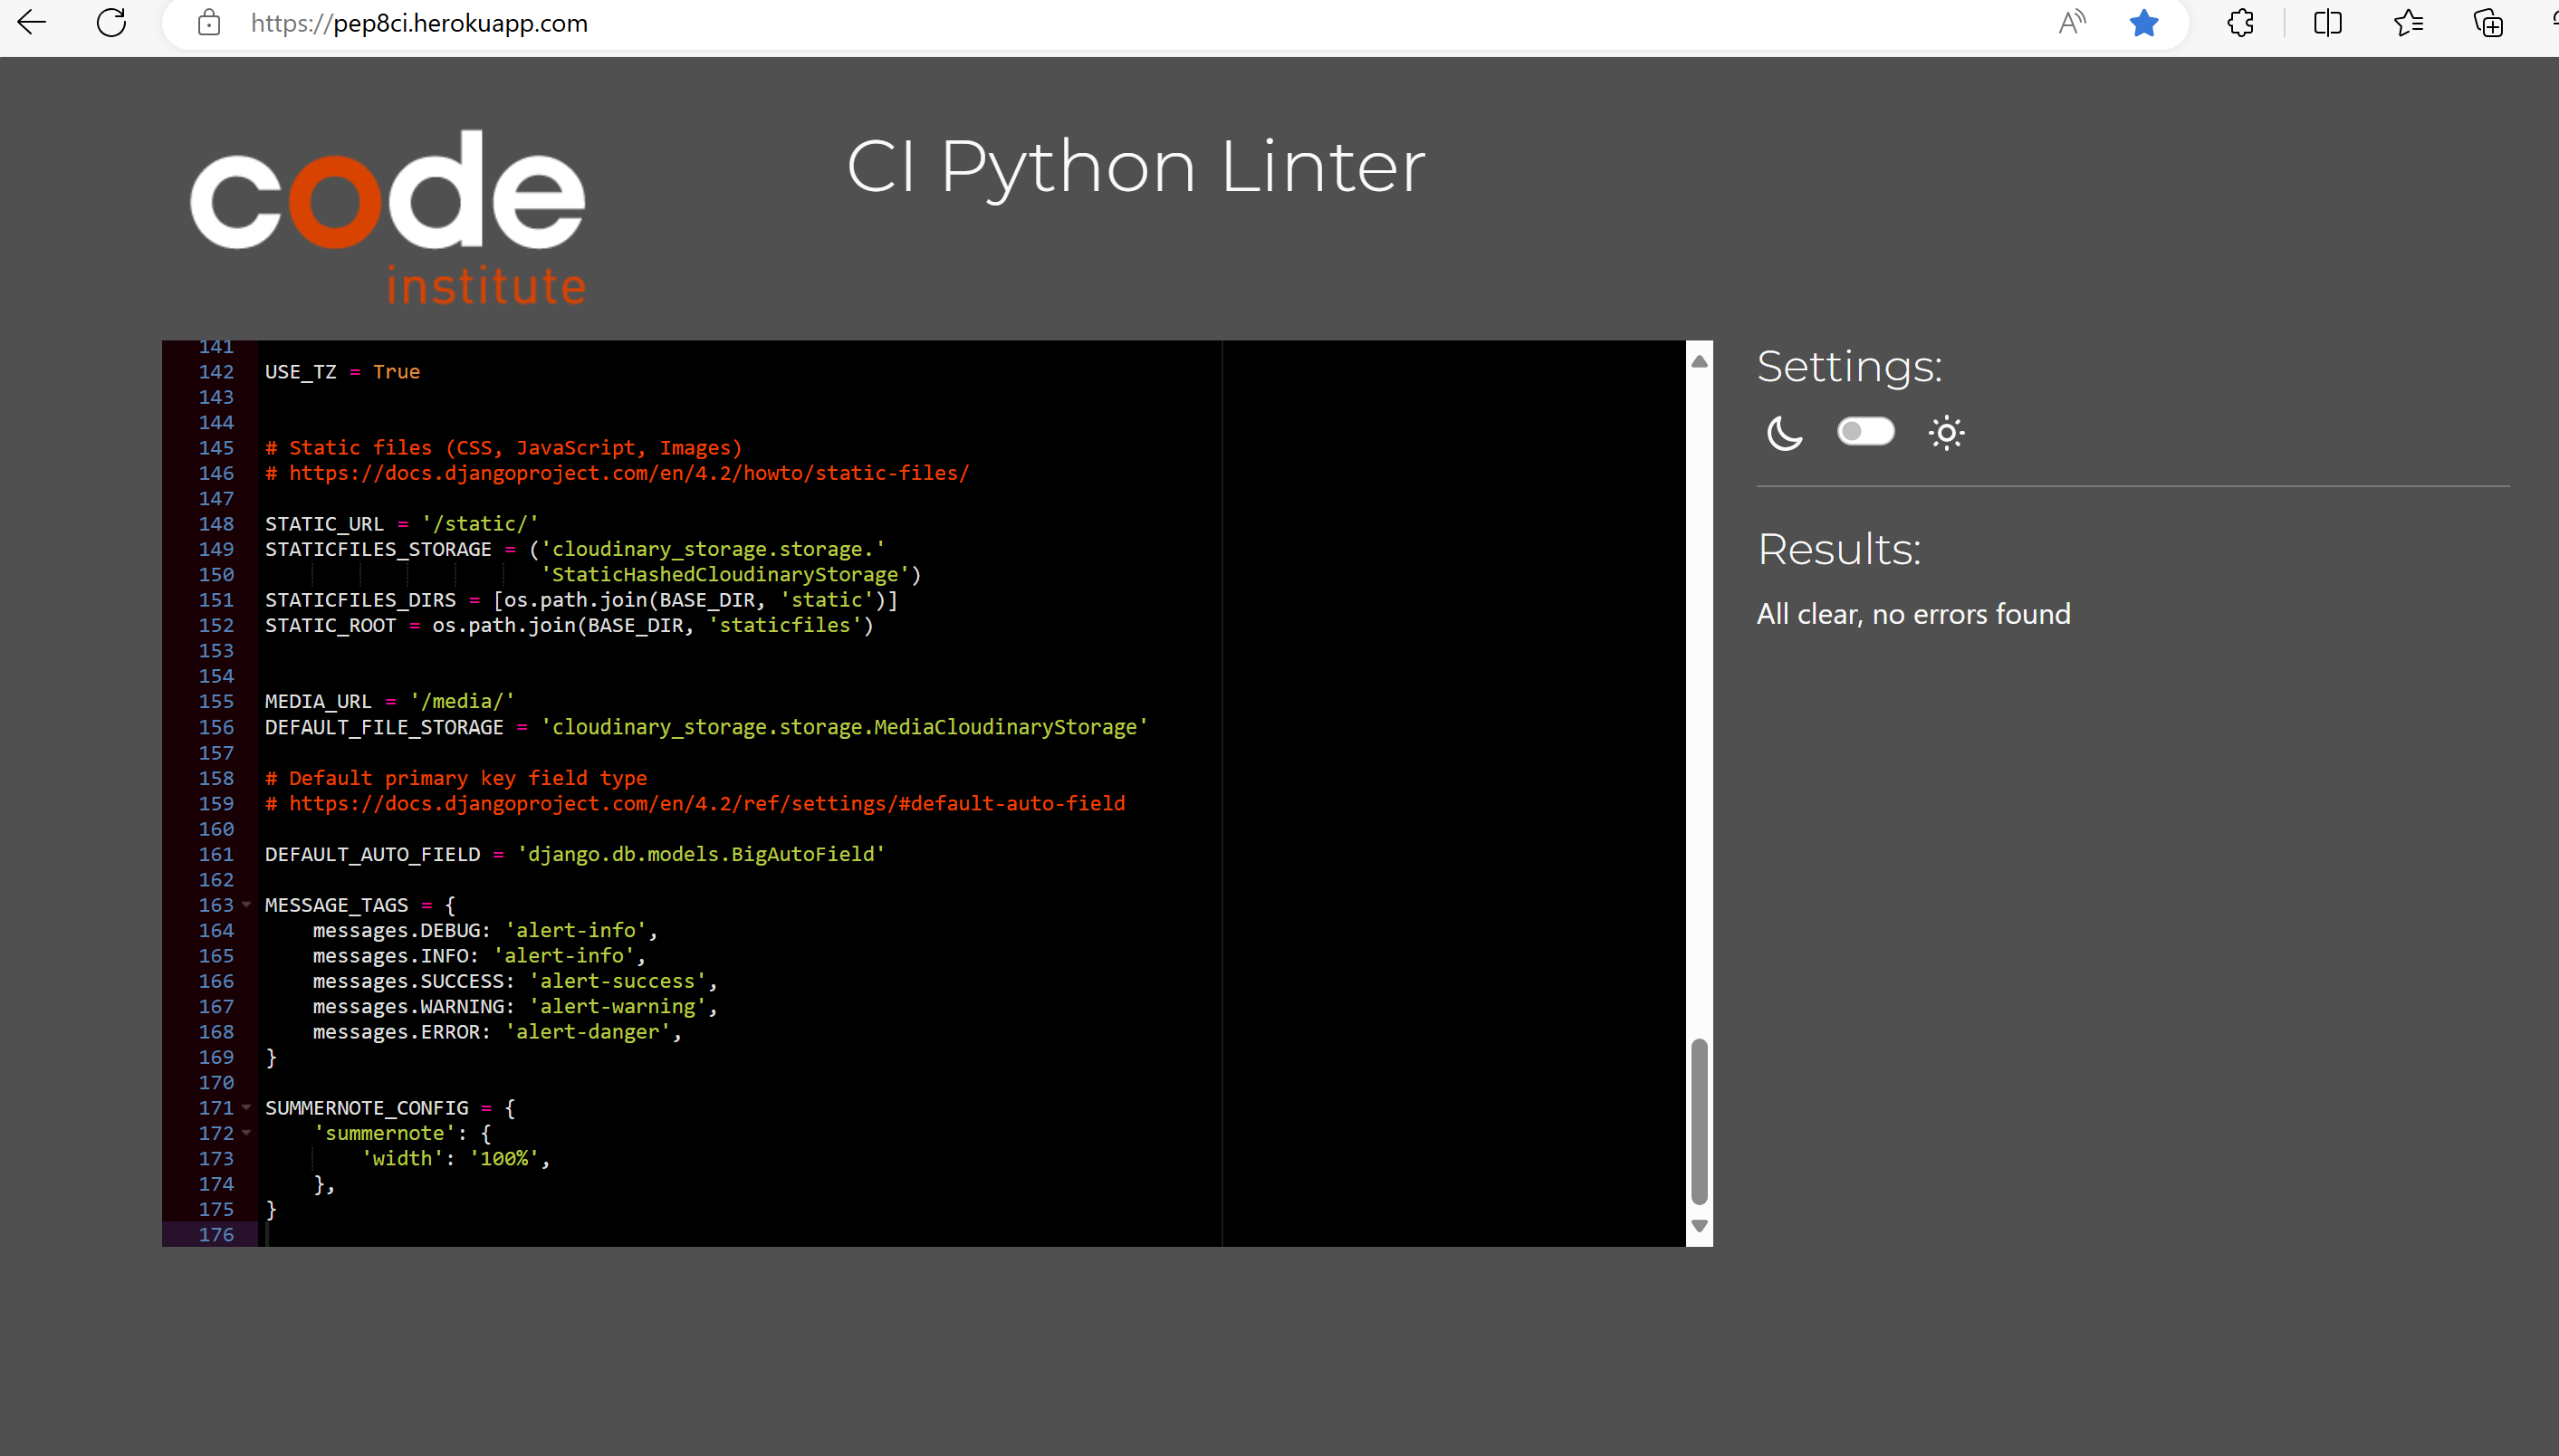 https://pep8ci.herokuapp.com
code
institute
CI Python Linter
141
142 USE_TZ = True
143
144
145 # Static files (CSS, JavaScript, Images)
146 # https://docs.djangoproject.com/en/4.2/howto/static-files/
147
148 STATIC_URL = '/static/'
149 STATICFILES_STORAGE = ('cloudinary_storage.storage.'
150                        'StaticHashedCloudinaryStorage')
151 STATICFILES_DIRS = [os.path.join(BASE_DIR, 'static')]
152 STATIC_ROOT = os.path.join(BASE_DIR, 'staticfiles')
153
154
155 MEDIA_URL = '/media/'
156 DEFAULT_FILE_STORAGE = 'cloudinary_storage.storage.MediaCloudinaryStorage'
157
158 # Default primary key field type
159 # https://docs.djangoproject.com/en/4.2/ref/settings/#default-auto-field
160
161 DEFAULT_AUTO_FIELD = 'django.db.models.BigAutoField'
162
163 MESSAGE_TAGS = {
164     messages.DEBUG: 'alert-info',
165     messages.INFO: 'alert-info',
166     messages.SUCCESS: 'alert-success',
167     messages.WARNING: 'alert-warning',
168     messages.ERROR: 'alert-danger',
169 }
170
171 SUMMERNOTE_CONFIG = {
172     'summernote': {
173         'width': '100%',
174     },
175 }
176
Settings:
Results:
All clear, no errors found